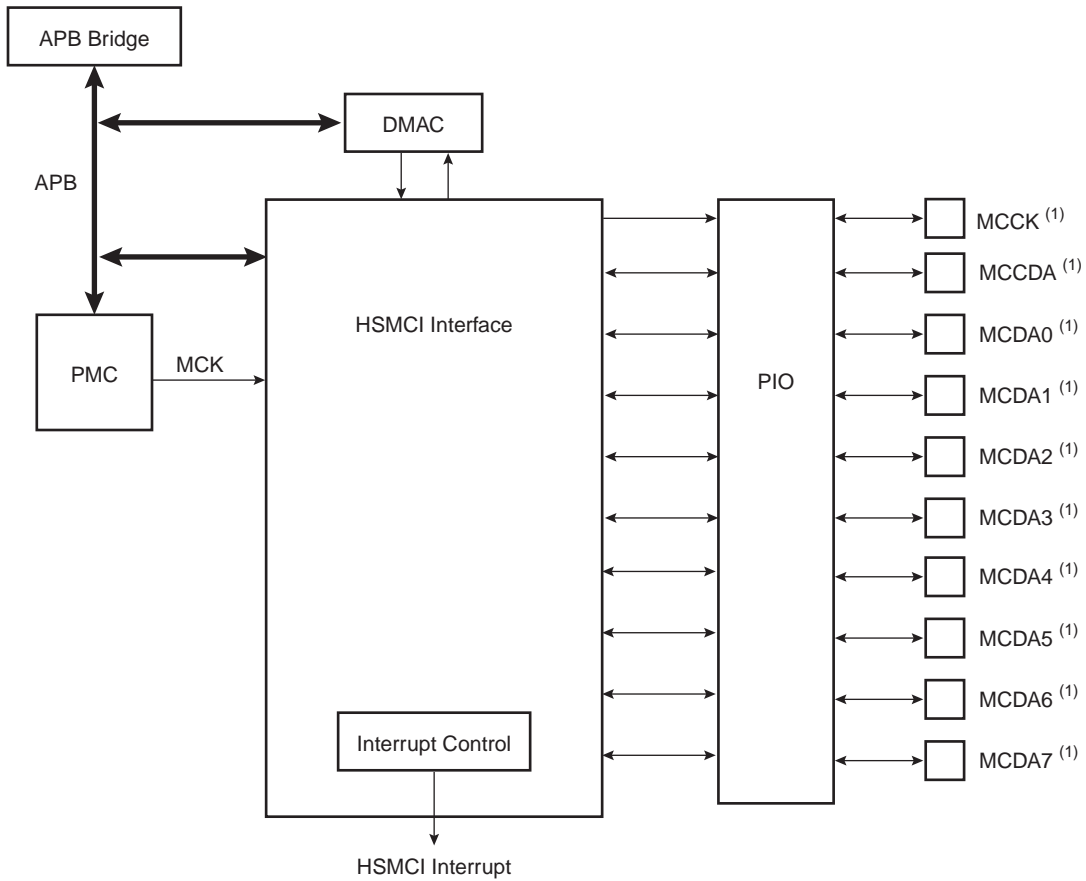 APB Bridge
DMAC
APB
MCCK (1)
MCCDA (1)
HSMCI Interface
MCDA0 (1)
PMC
MCK
PIO
MCDA1 (1)
MCDA2 (1)
MCDA3 (1)
MCDA4 (1)
MCDA5 (1)
MCDA6 (1)
Interrupt Control
MCDA7 (1)
HSMCI Interrupt